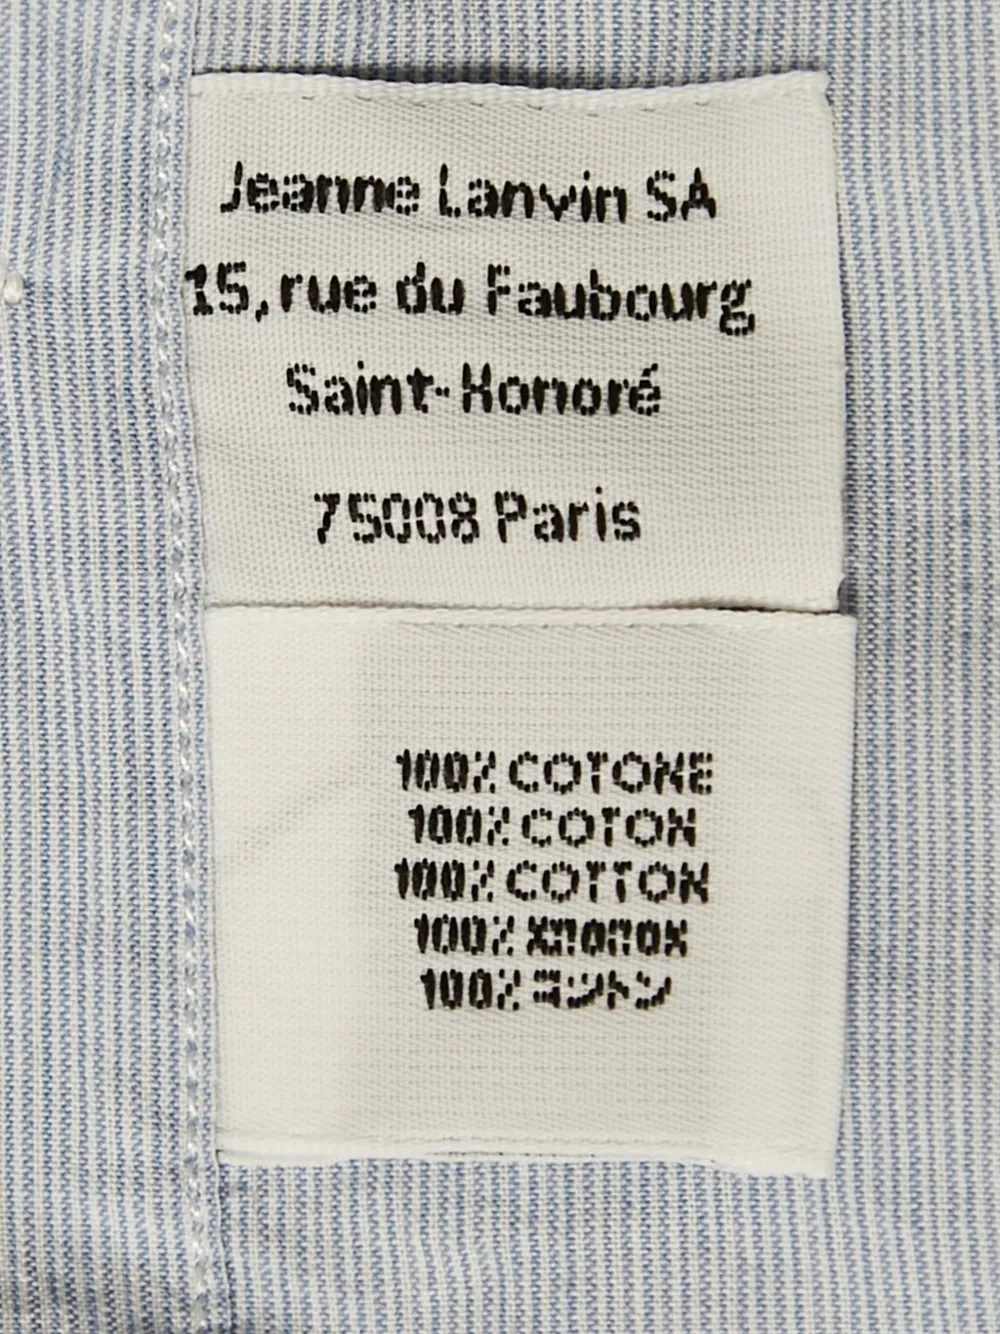 Jeanne Lanvin SA
15, rue du Faubourg
Saint-Honoré
75008 Paris
100% COTONE
100% COTON
100% COTTON
100% ХЛОПОК
100% コットン